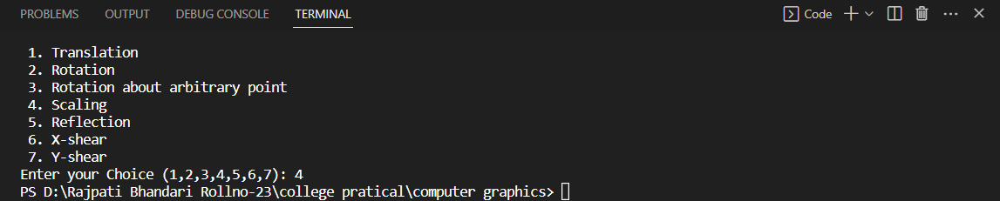 PROBLEMS OUTPUT DEBUG CONSOLE TERMINAL Code
1. Translation
2. Rotation
3. Rotation about arbitrary point
4. Scaling
5. Reflection
6. X-shear
7. Y-shear
Enter your Choice (1,2,3,4,5,6,7): 4
PS D:\Rajpati Bhandari Rollno-23\college pratical\computer graphics>